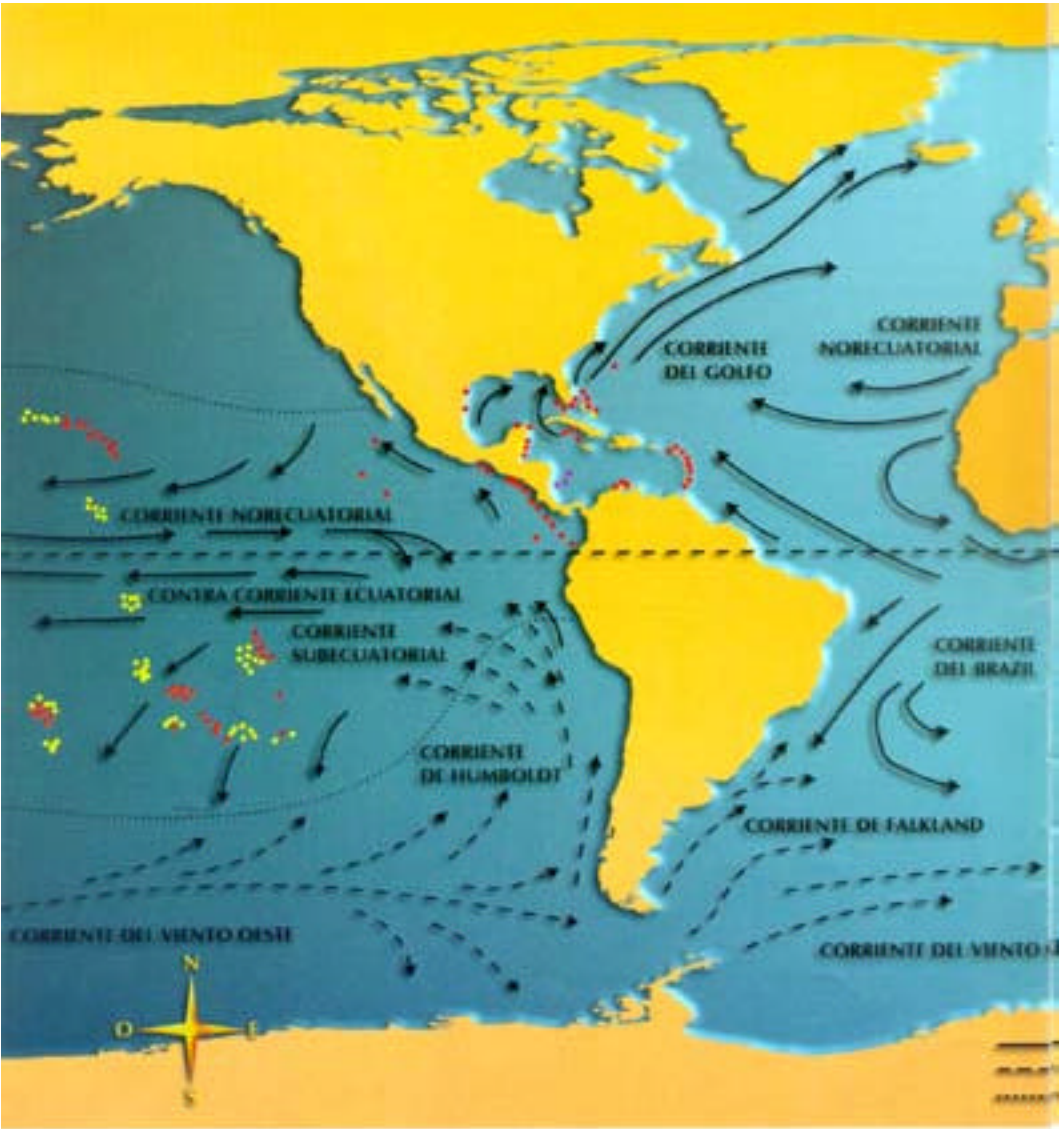 CORRIENTE
NORECUATORIAL
CORRIENTE
DEL GOLFO
CORRIENTE NORECUATORIAL
CONTRA CORRIENTE ECUATORIAL
CORRIENTE
SUBECUATORIAL
CORRIENTE
DEL BRAZIL
CORRIENTE
DE HUMBOLDT
CORRIENTE DE FALKLAND
CORRIENTE DEL VIENTO OESTE
CORRIENTE DEL VIENTO
N
O
E
S